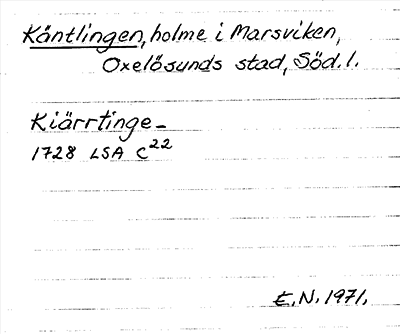 Käntlingen, holme i Marsviken,
Oxelösunds stad, Söd. l.
Kiärrtinge-
1728 LSA C22
E.N. 1971.